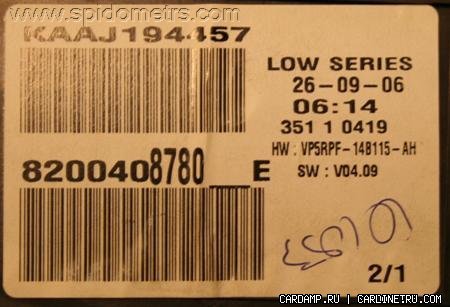 www.spidometrs.com
KAAJ194457
LOW SERIES
26-09-06
06:14
351 1 0419
HW : VP5RPF-14B115-AH
SW : V04.09
8200408780__E
2/1
CARDAMP.RU | CARDINETRU.COM